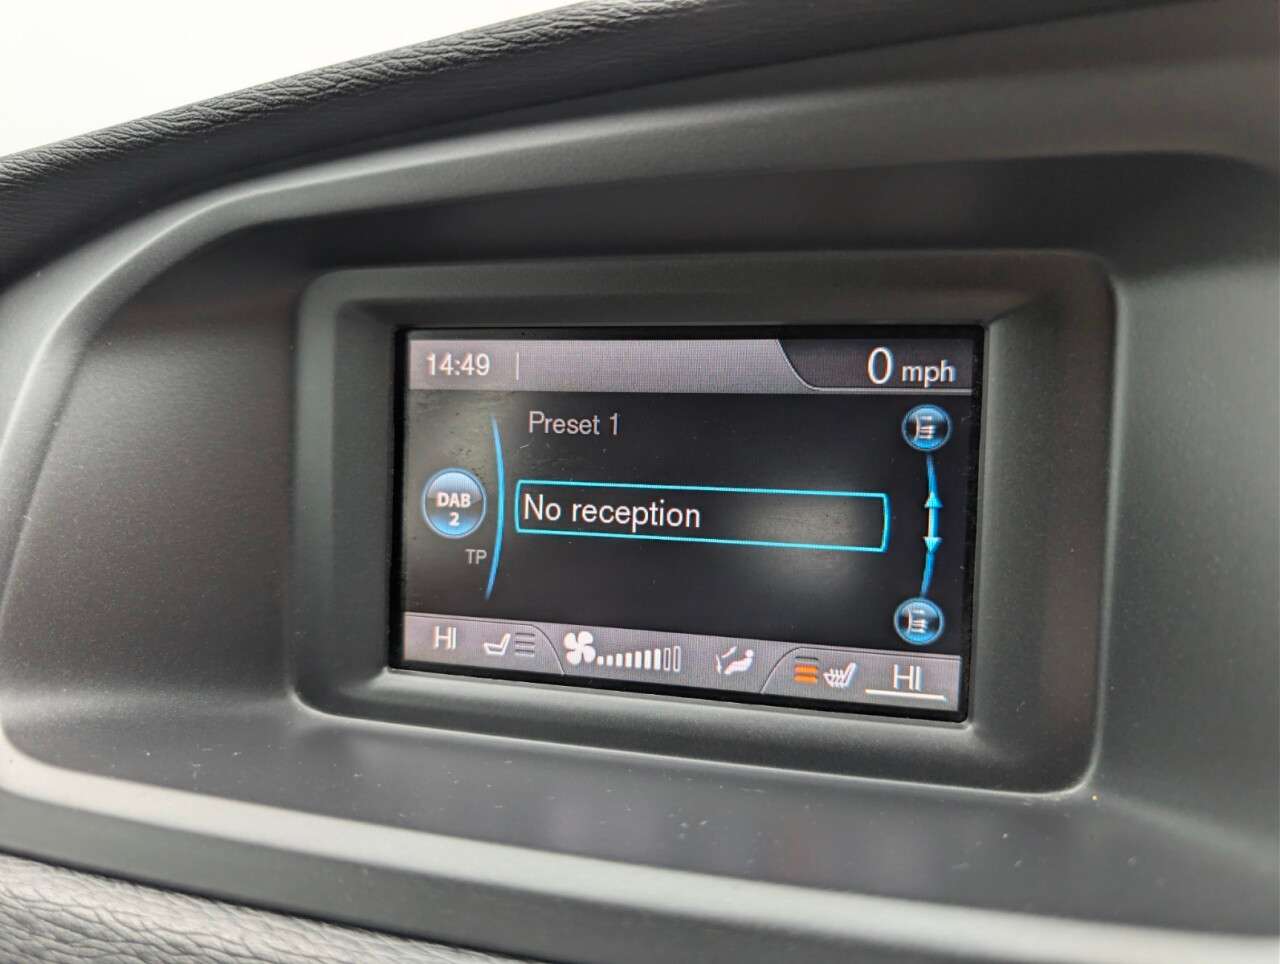 14:49
0 mph
Preset 1
DAB
2
No reception
TP
HI
HI